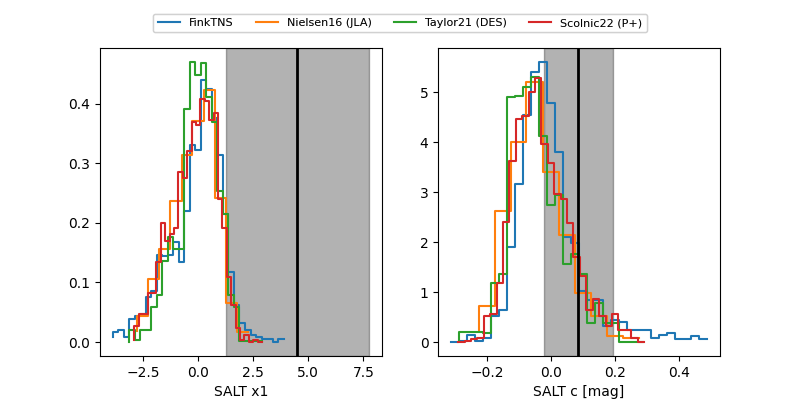 FinkTNS Nielsen16 (JLA) Taylor21 (DES) Scolnic22 (P+)
0.4
0.3
0.2
0.1
0.0
−2.5 0.0 2.5 5.0 7.5
SALT x1
5
4
3
2
1
0
−0.2 0.0 0.2 0.4
SALT c [mag]